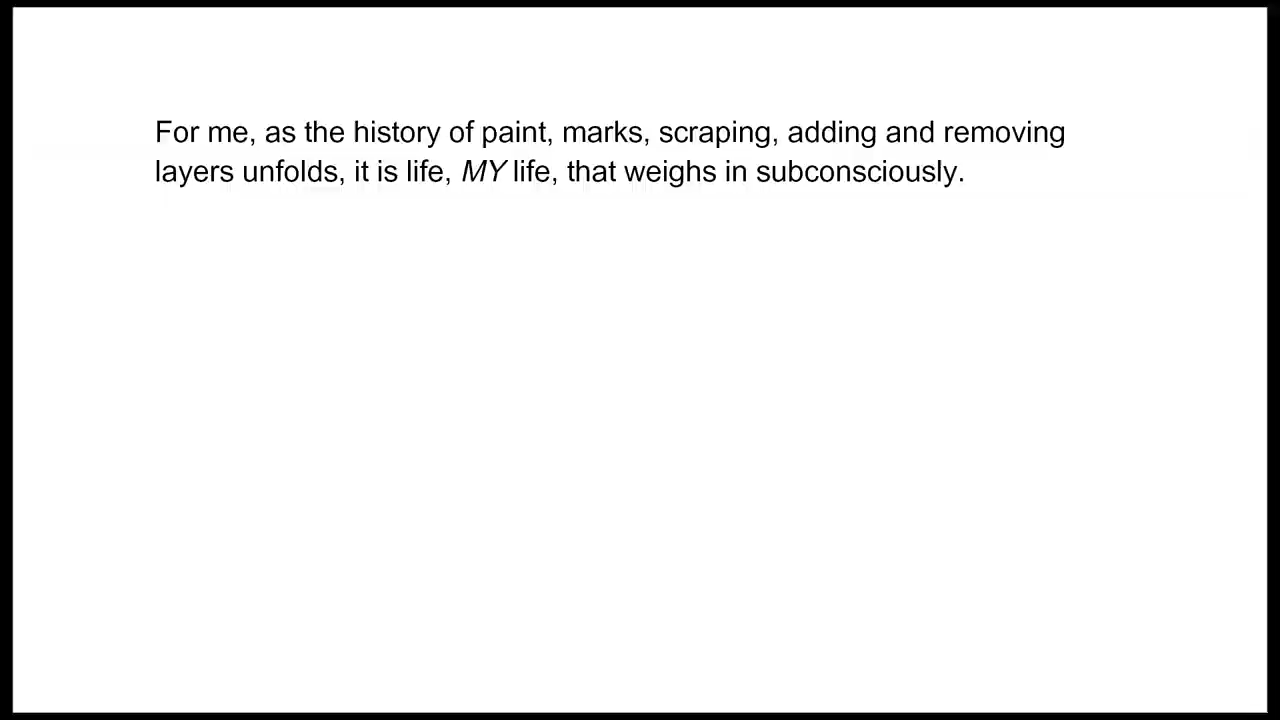 For me, as the history of paint, marks, scraping, adding and removing
layers unfolds, it is life, MY life, that weighs in subconsciously.